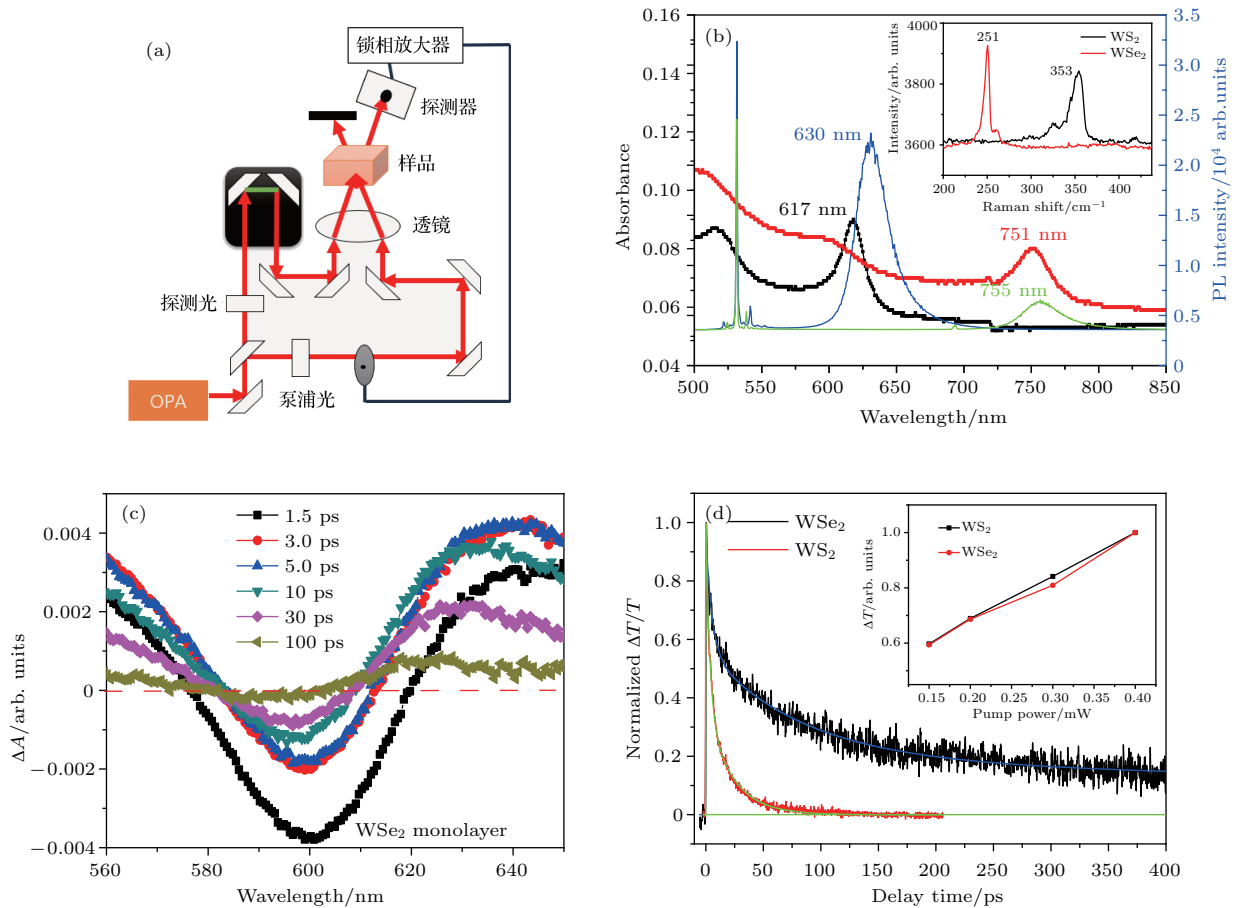 (a)
锁相放大器
探测器
样品
透镜
探测光
泵浦光
OPA
(b)
0.16
0.14
0.12
0.10
0.08
0.06
0.04
Absorbance
500
550
600
650
700
750
800
850
Wavelength/nm
3.5
3.0
2.5
2.0
1.5
1.0
0.5
0
PL intensity/10⁴ arb.units
630 nm
617 nm
751 nm
755 nm
4000
3800
3600
Intensity/arb. units
251
353
WS₂
WSe₂
200
250
300
350
400
Raman shift/cm⁻¹
(c)
0.004
0.002
0
−0.002
−0.004
ΔA/arb. units
1.5 ps
3.0 ps
5.0 ps
10 ps
30 ps
100 ps
WSe₂ monolayer
560
580
600
620
640
Wavelength/nm
(d)
1.0
0.8
0.6
0.4
0.2
0
Normalized ΔT/T
WSe₂
WS₂
0
50
100
150
200
250
300
350
400
Delay time/ps
1.0
0.8
0.6
ΔT/arb. units
WS₂
WSe₂
0.15
0.20
0.25
0.30
0.35
0.40
Pump power/mW